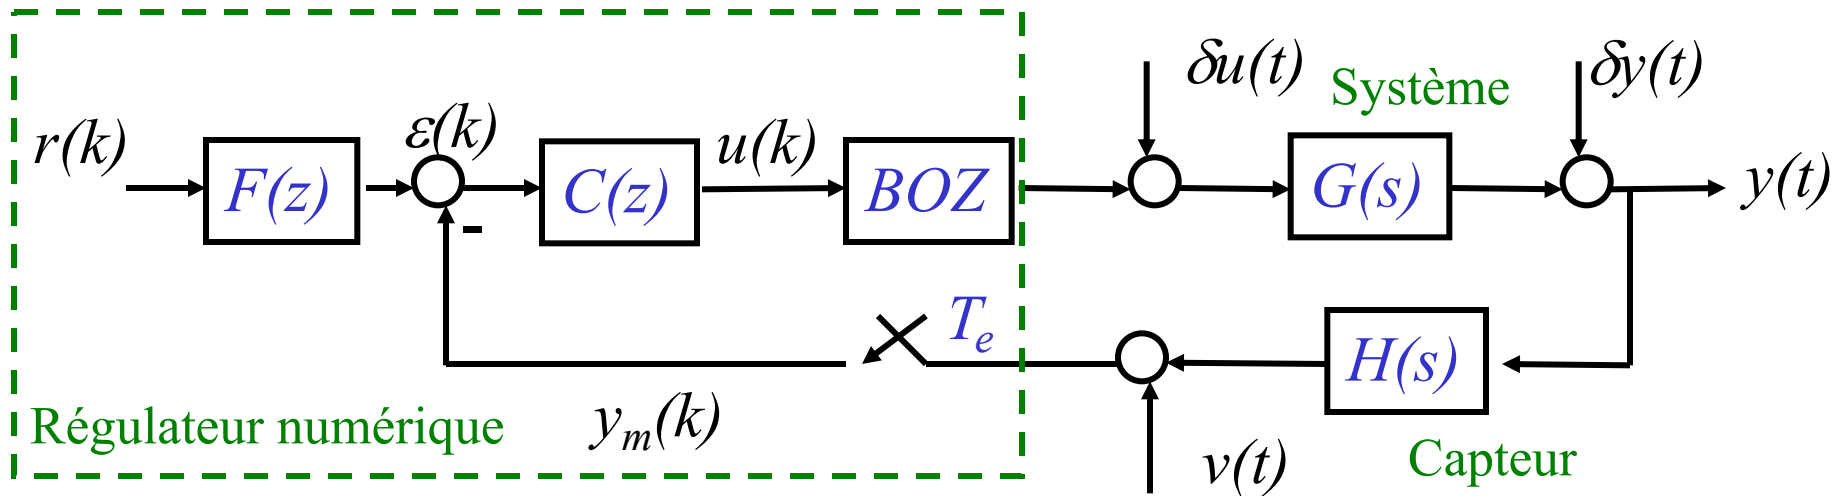 δu(t)
δy(t)
Système
r(k)
F(z)
ε(k)
C(z)
u(k)
BOZ
G(s)
y(t)
-
Te
H(s)
Régulateur numérique
ym(k)
v(t)
Capteur